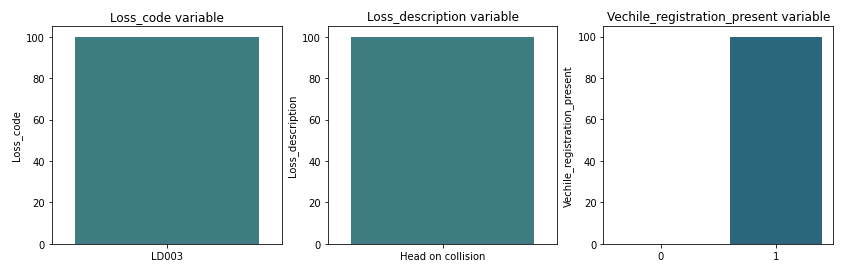 Loss_code variable
Loss_code
100
80
60
40
20
0
LD003
Loss_description variable
Loss_description
100
80
60
40
20
0
Head on collision
Vechile_registration_present variable
Vechile_registration_present
100
80
60
40
20
0
0 1